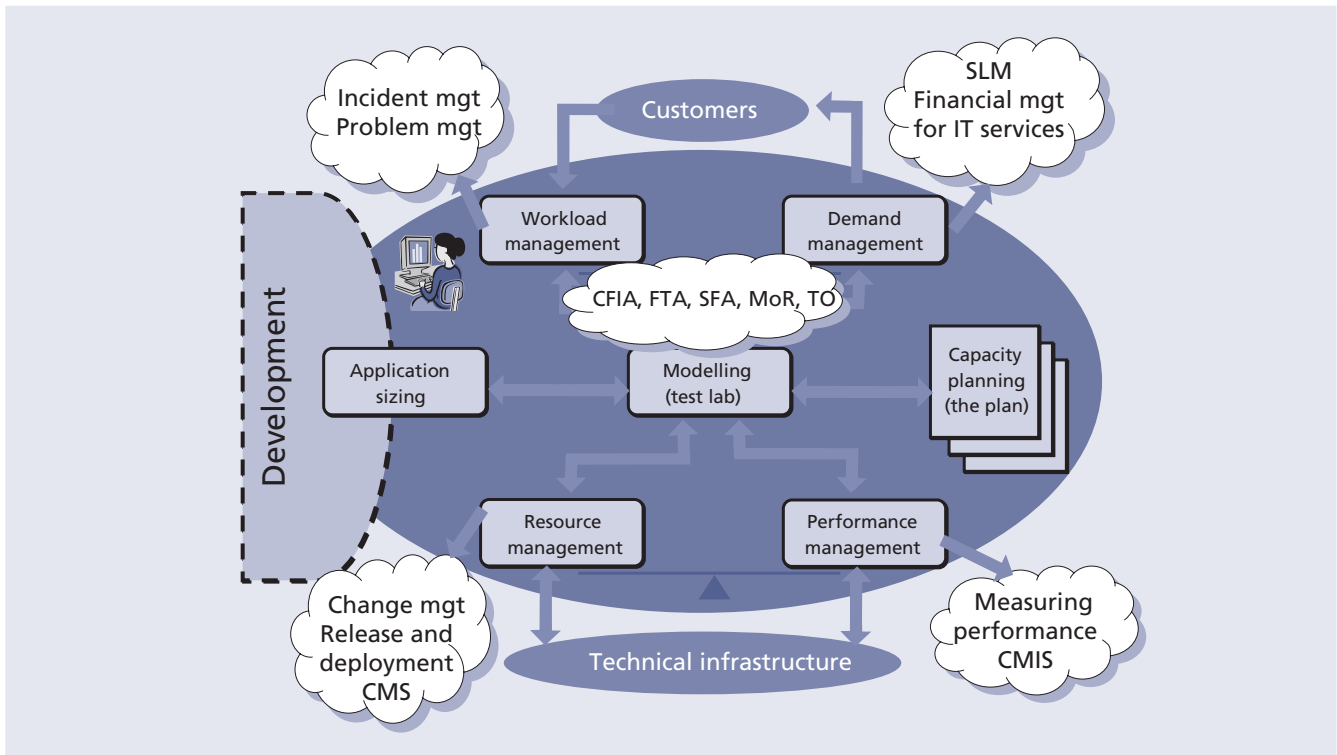 Incident mgt
Problem mgt
Customers
SLM
Financial mgt
for IT services
Workload
management
Demand
management
CFIA, FTA, SFA, MoR, TO
Development
Application
sizing
Modelling
(test lab)
Capacity
planning
(the plan)
Resource
management
Performance
management
Change mgt
Release and
deployment
CMS
Technical infrastructure
Measuring
performance
CMIS